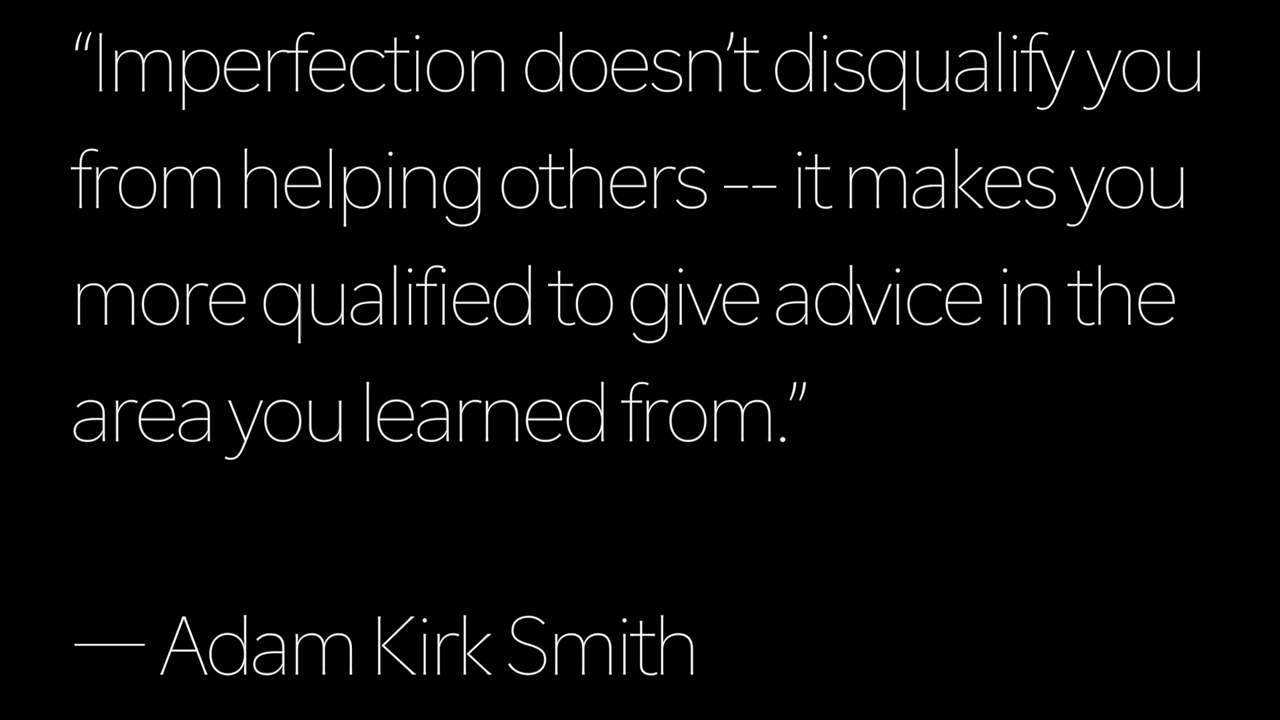 “Imperfection doesn’t disqualify you
from helping others -- it makes you
more qualified to give advice in the
area you learned from.”
— Adam Kirk Smith